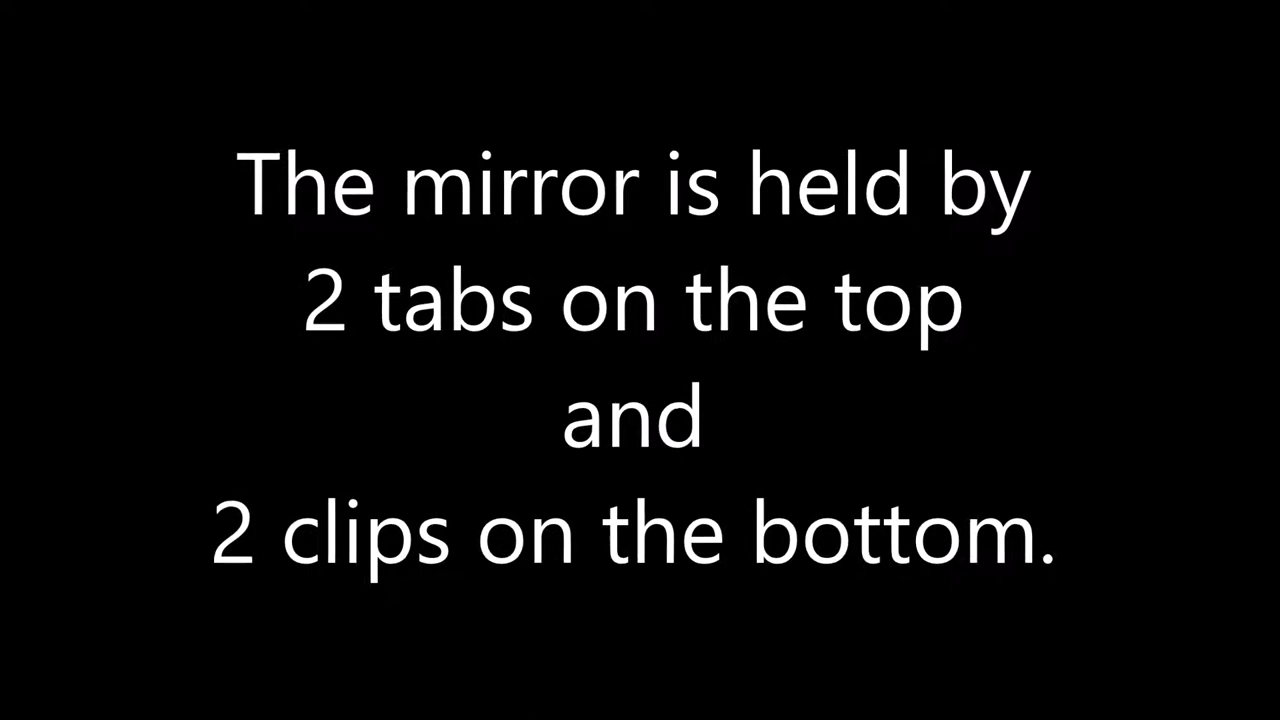 The mirror is held by
2 tabs on the top
and
2 clips on the bottom.